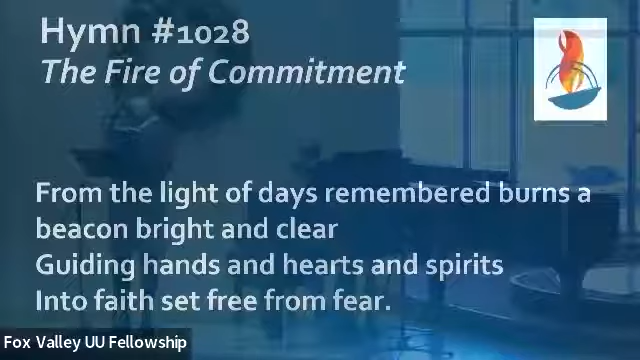 Hymn #1028
The Fire of Commitment
From the light of days remembered burns a
beacon bright and clear
Guiding hands and hearts and spirits
Into faith set free from fear.
Fox Valley UU Fellowship